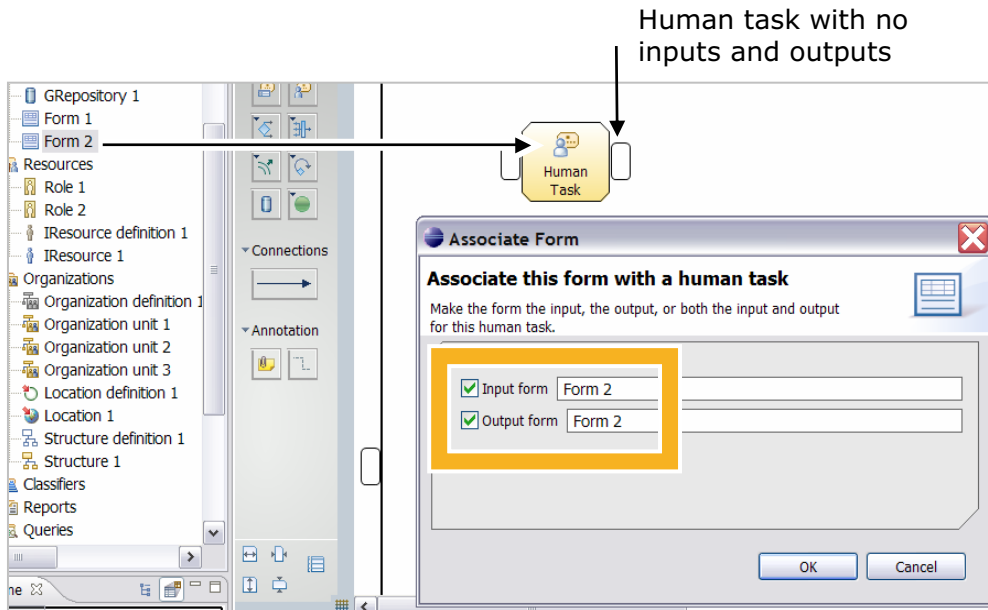 Human task with no
inputs and outputs
GRepository 1
Form 1
Form 2
Resources
Role 1
Role 2
IResource definition 1
IResource 1
Organizations
Organization definition 1
Organization unit 1
Organization unit 2
Organization unit 3
Location definition 1
Location 1
Structure definition 1
Structure 1
Classifiers
Reports
Queries
Connections
Annotation
Human
Task
Associate Form
Associate this form with a human task
Make the form the input, the output, or both the input and output
for this human task.
Input form Form 2
Output form Form 2
OK Cancel